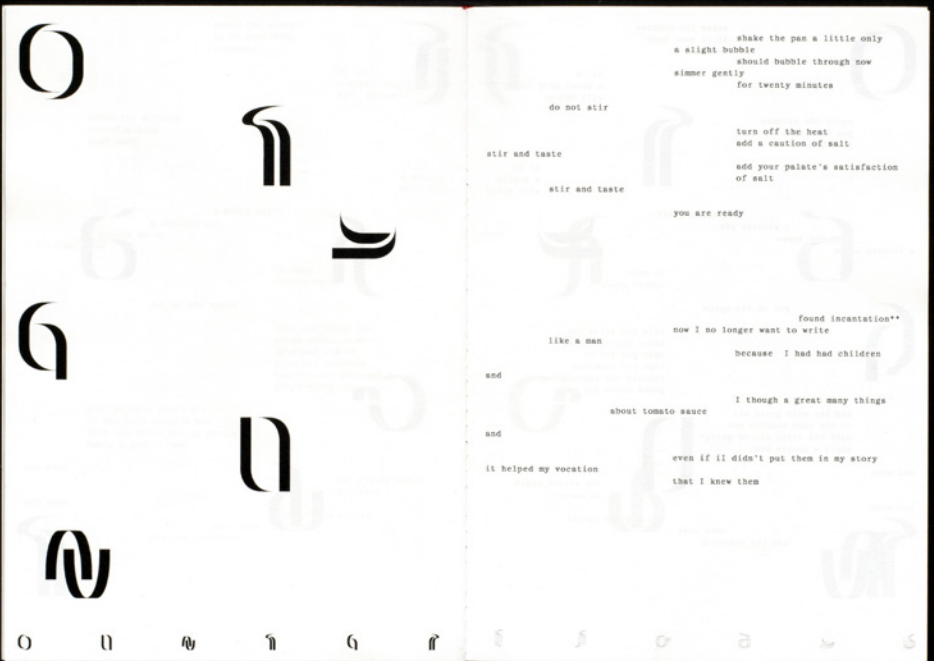 shake the pan a little only
a slight bubble
should bubble through now
simmer gently
for twenty minutes
do not stir
turn off the heat
add a caution of salt
stir and taste
add your palate's satisfaction
of salt
stir and taste
you are ready
found incantation**
now I no longer want to write
like a man
because I had had children
and
I though a great many things
about tomato sauce
and
even if iI didn't put them in my story
it helped my vocation
that I knew them